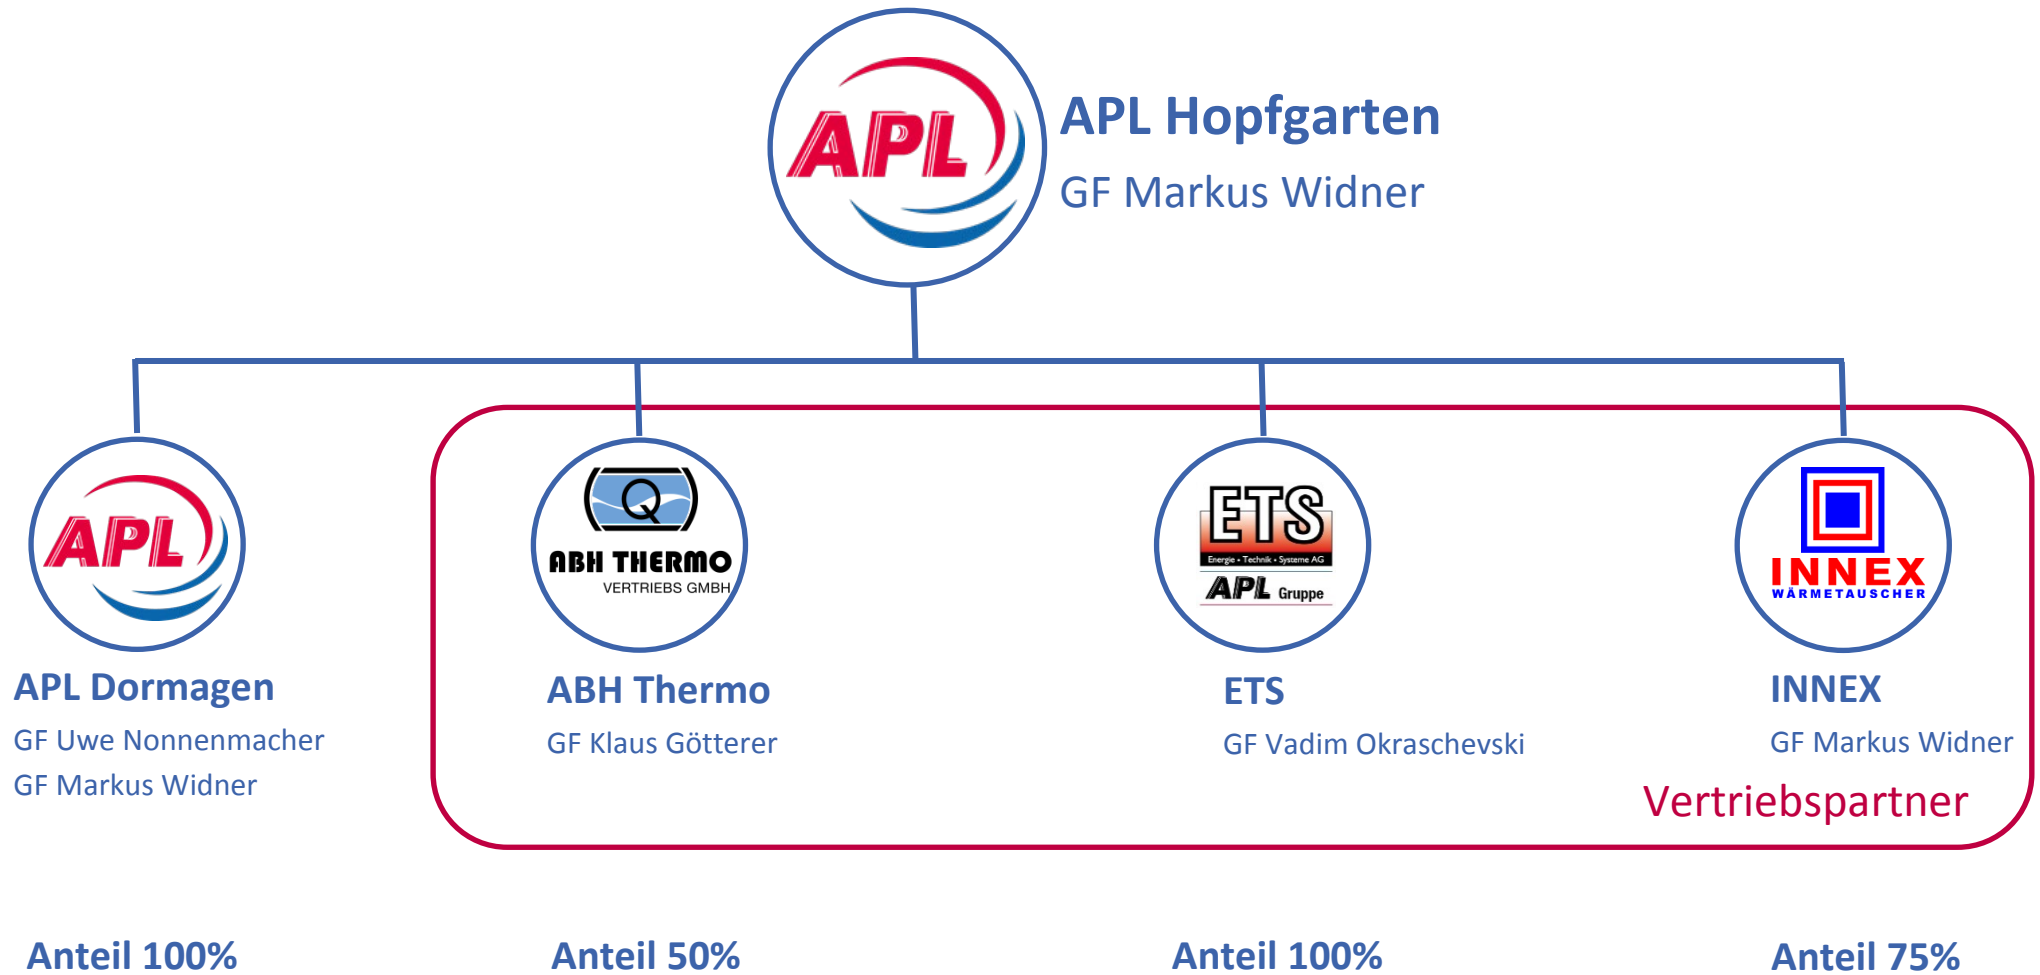 APL
APL Hopfgarten
GF Markus Widner
APL
APL Dormagen
GF Uwe Nonnenmacher
GF Markus Widner
Q
ABH THERMO
VERTRIEBS GMBH
ABH Thermo
GF Klaus Götterer
ETS
Energie • Technik • Systeme AG
APL Gruppe
ETS
GF Vadim Okraschevski
INNEX
WÄRMETAUSCHER
INNEX
GF Markus Widner
Vertriebspartner
Anteil 100%
Anteil 50%
Anteil 100%
Anteil 75%